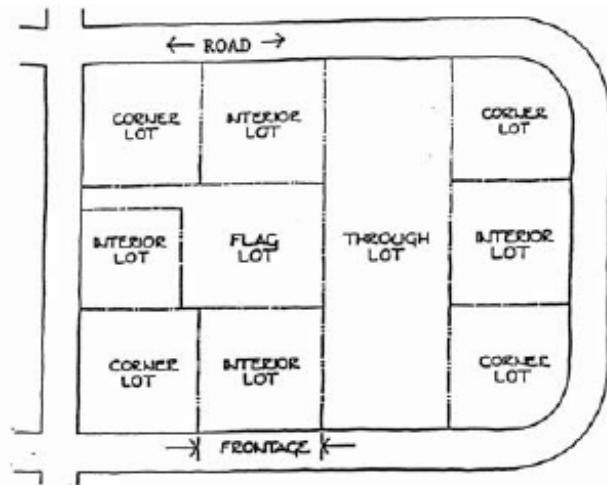 ← ROAD →
CORNER
LOT
INTERIOR
LOT
CORNER
LOT
INTERIOR
LOT
FLAG
LOT
THROUGH
LOT
INTERIOR
LOT
CORNER
LOT
INTERIOR
LOT
CORNER
LOT
→ FRONTAGE ←